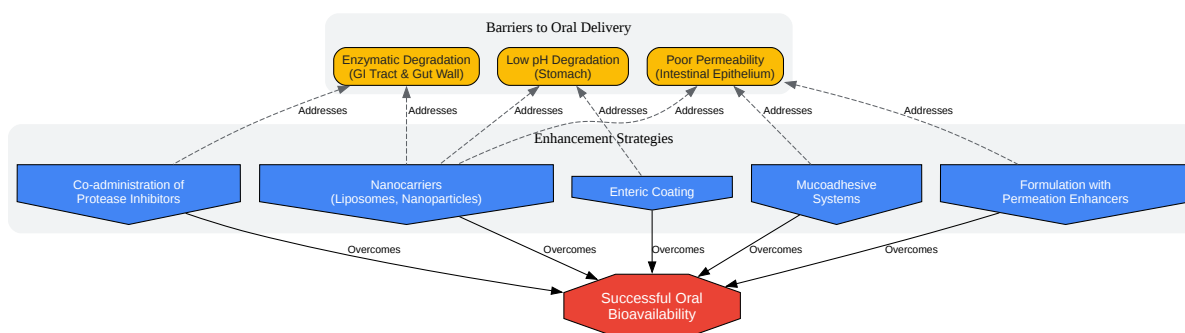 Barriers to Oral Delivery
Enzymatic Degradation
(GI Tract & Gut Wall)
Low pH Degradation
(Stomach)
Poor Permeability
(Intestinal Epithelium)
Addresses
Addresses
Addresses
Addresses
Addresses
Addresses
Addresses
Enhancement Strategies
Co-administration of
Protease Inhibitors
Nanocarriers
(Liposomes, Nanoparticles)
Enteric Coating
Mucoadhesive
Systems
Formulation with
Permeation Enhancers
Overcomes
Overcomes
Overcomes
Overcomes
Overcomes
Successful Oral
Bioavailability